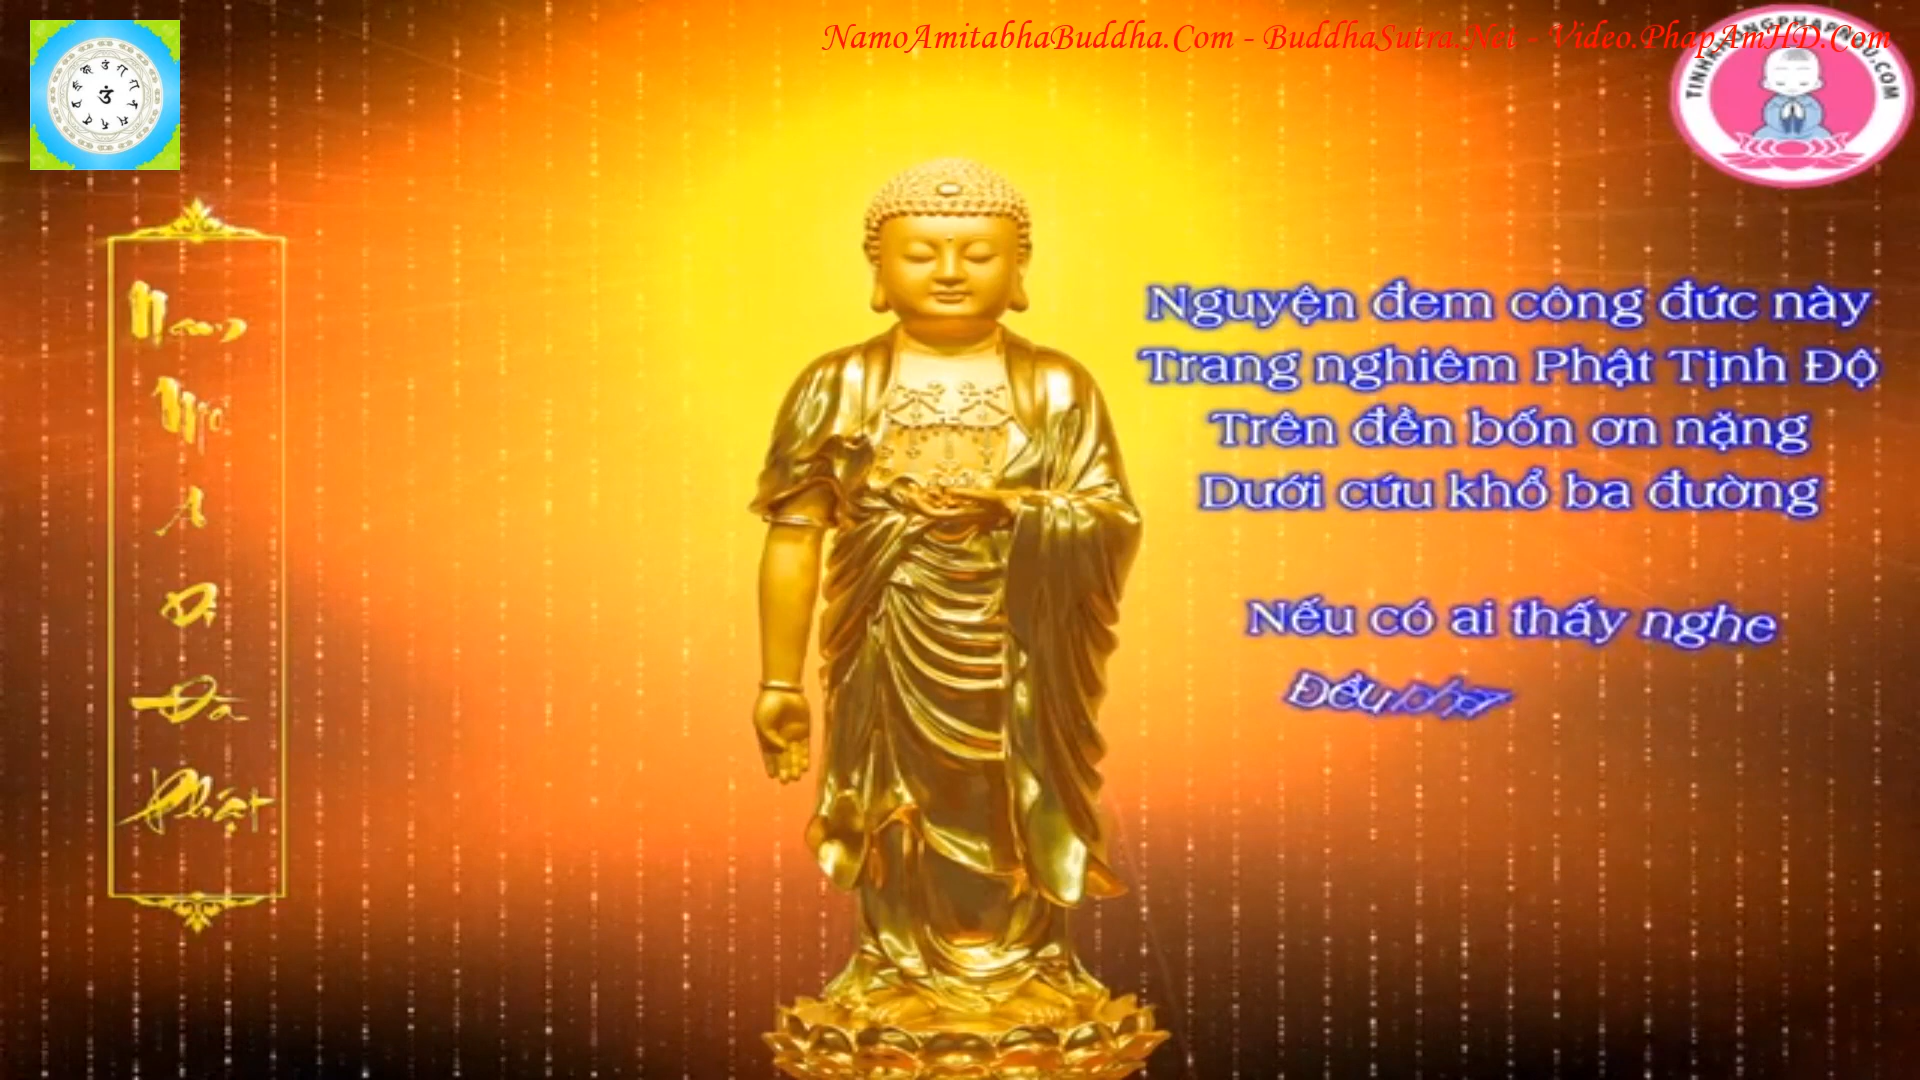 NamoAmitabhaBuddha.Com - BuddhaSutra.Net - Video.PhapAmHD.Com
Nam
Mô
A
Di
Đà
Phật
Nguyện đem công đức này
Trang nghiêm Phật Tịnh Độ
Trên đền bốn ơn nặng
Dưới cứu khổ ba đường
Nếu có ai thấy nghe
Đều